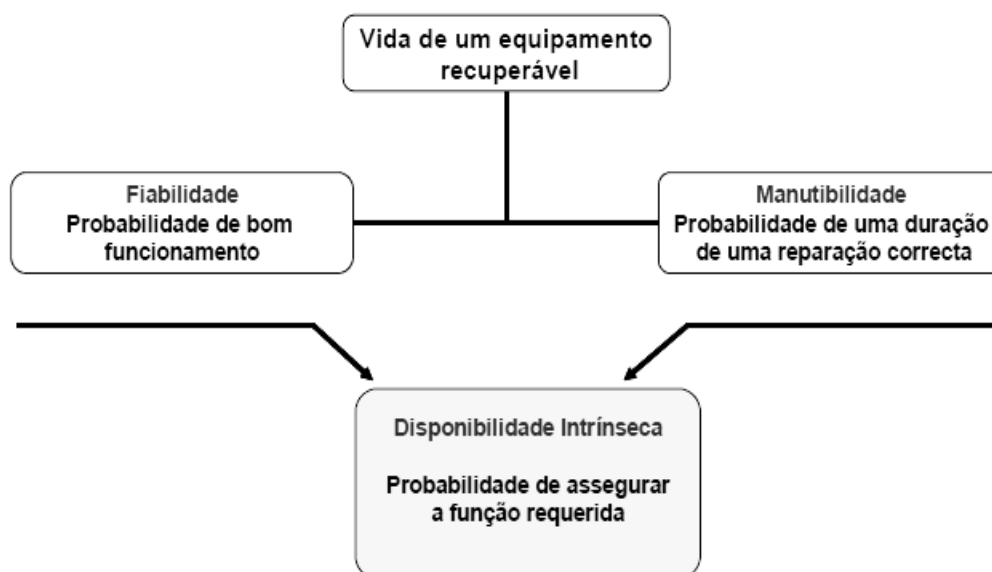 Vida de um equipamento
recuperável
Fiabilidade
Probabilidade de bom
funcionamento
Manutibilidade
Probabilidade de uma duração
de uma reparação correcta
Disponibilidade Intrínseca
Probabilidade de assegurar
a função requerida